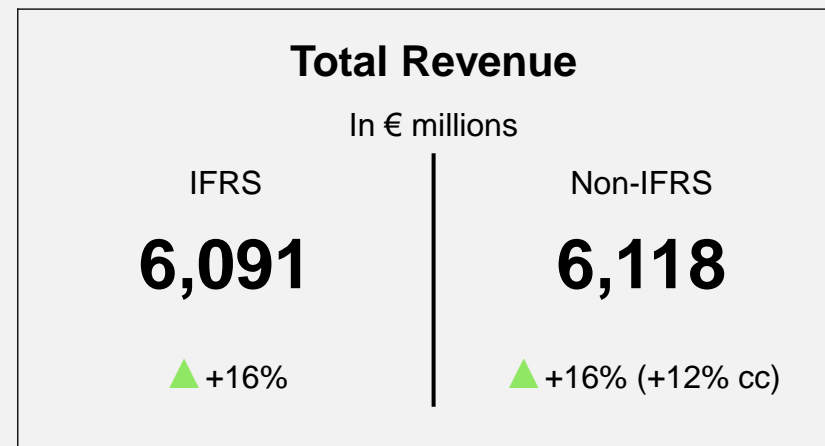 Total Revenue
In € millions
IFRS
6,091
+16%
Non-IFRS
6,118
+16% (+12% cc)